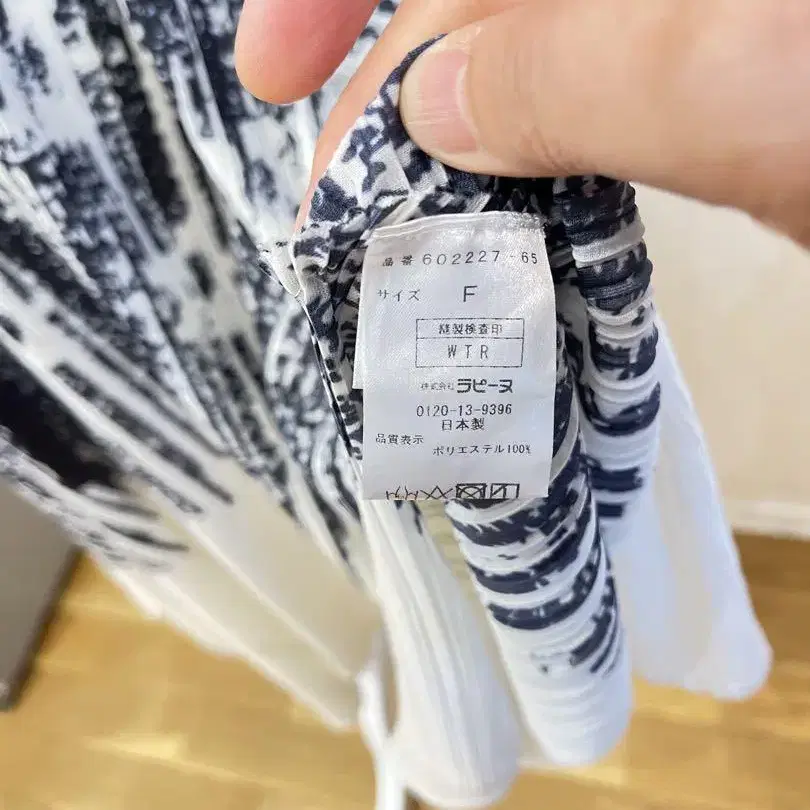 品番 602227-65
サイズ F
縫製検査印
WTR
株式会社 ラピーヌ
0120-13-9396
日本製
品質表示
ポリエステル100%